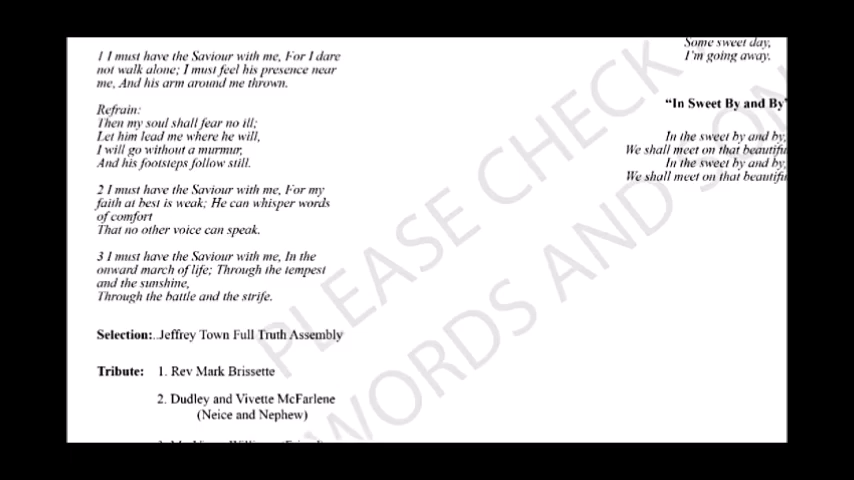 1 I must have the Saviour with me, For I dare
not walk alone; I must feel his presence near
me, And his arm around me thrown.
Refrain:
Then my soul shall fear no ill;
Let him lead me where he will,
I will go without a murmur,
And his footsteps follow still.
2 I must have the Saviour with me, For my
faith at best is weak; He can whisper words
of comfort
That no other voice can speak.
3 I must have the Saviour with me, In the
onward march of life; Through the tempest
and the sunshine,
Through the battle and the strife.
Selection:..Jeffrey Town Full Truth Assembly
Tribute: 1. Rev Mark Brissette
2. Dudley and Vivette McFarlene
(Neice and Nephew)
Some sweet day,
I'm going away.
"In Sweet By and By"
In the sweet by and by,
We shall meet on that
In the sweet by and by,
We shall meet on that
PLEASE CHECK
WORDS AND